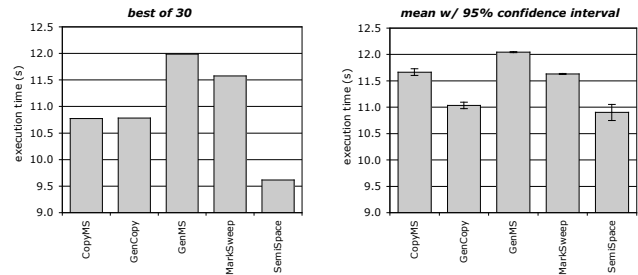 best of 30
12.5
12.0
11.5
11.0
10.5
10.0
9.5
9.0
execution time (s)
CopyMS
GenCopy
GenMS
MarkSweep
SemiSpace
mean w/ 95% confidence interval
12.5
12.0
11.5
11.0
10.5
10.0
9.5
9.0
execution time (s)
CopyMS
GenCopy
GenMS
MarkSweep
SemiSpace